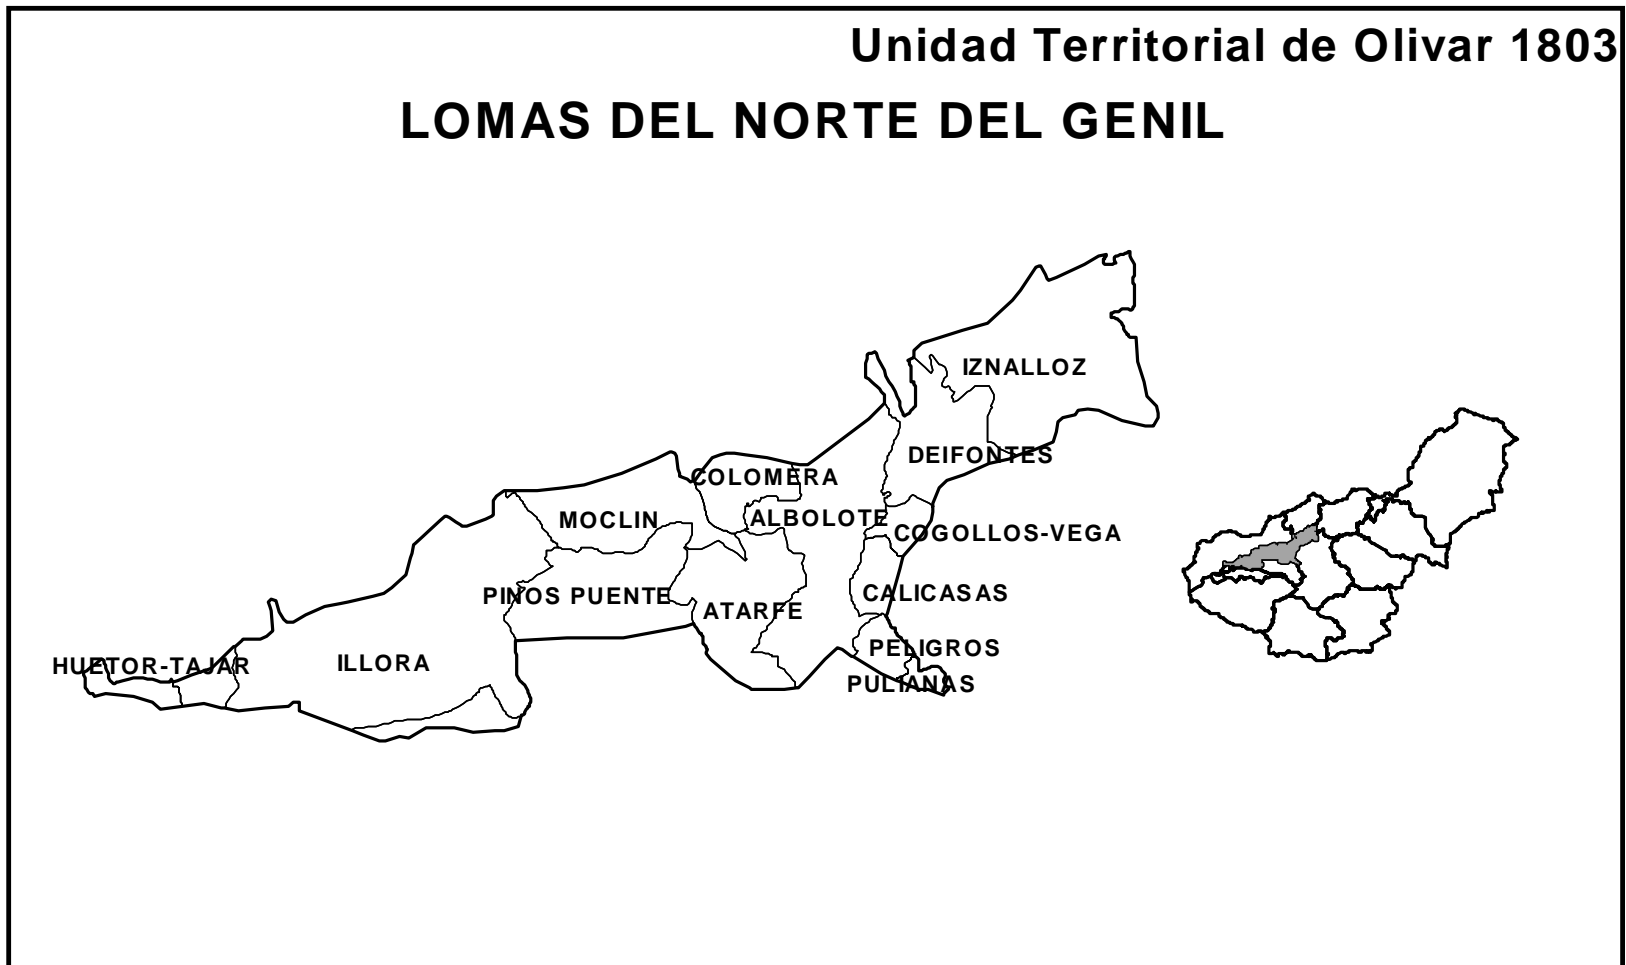 Unidad Territorial de Olivar 1803
LOMAS DEL NORTE DEL GENIL
IZNALLOZ
DEIFONTES
COLOMERA
MOCLIN
ALBOLOTE
COGOLLOS-VEGA
PINOS PUENTE
ATARFE
CALICASAS
HUETOR-TAJAR
ILLORA
PELIGROS
PULIANAS